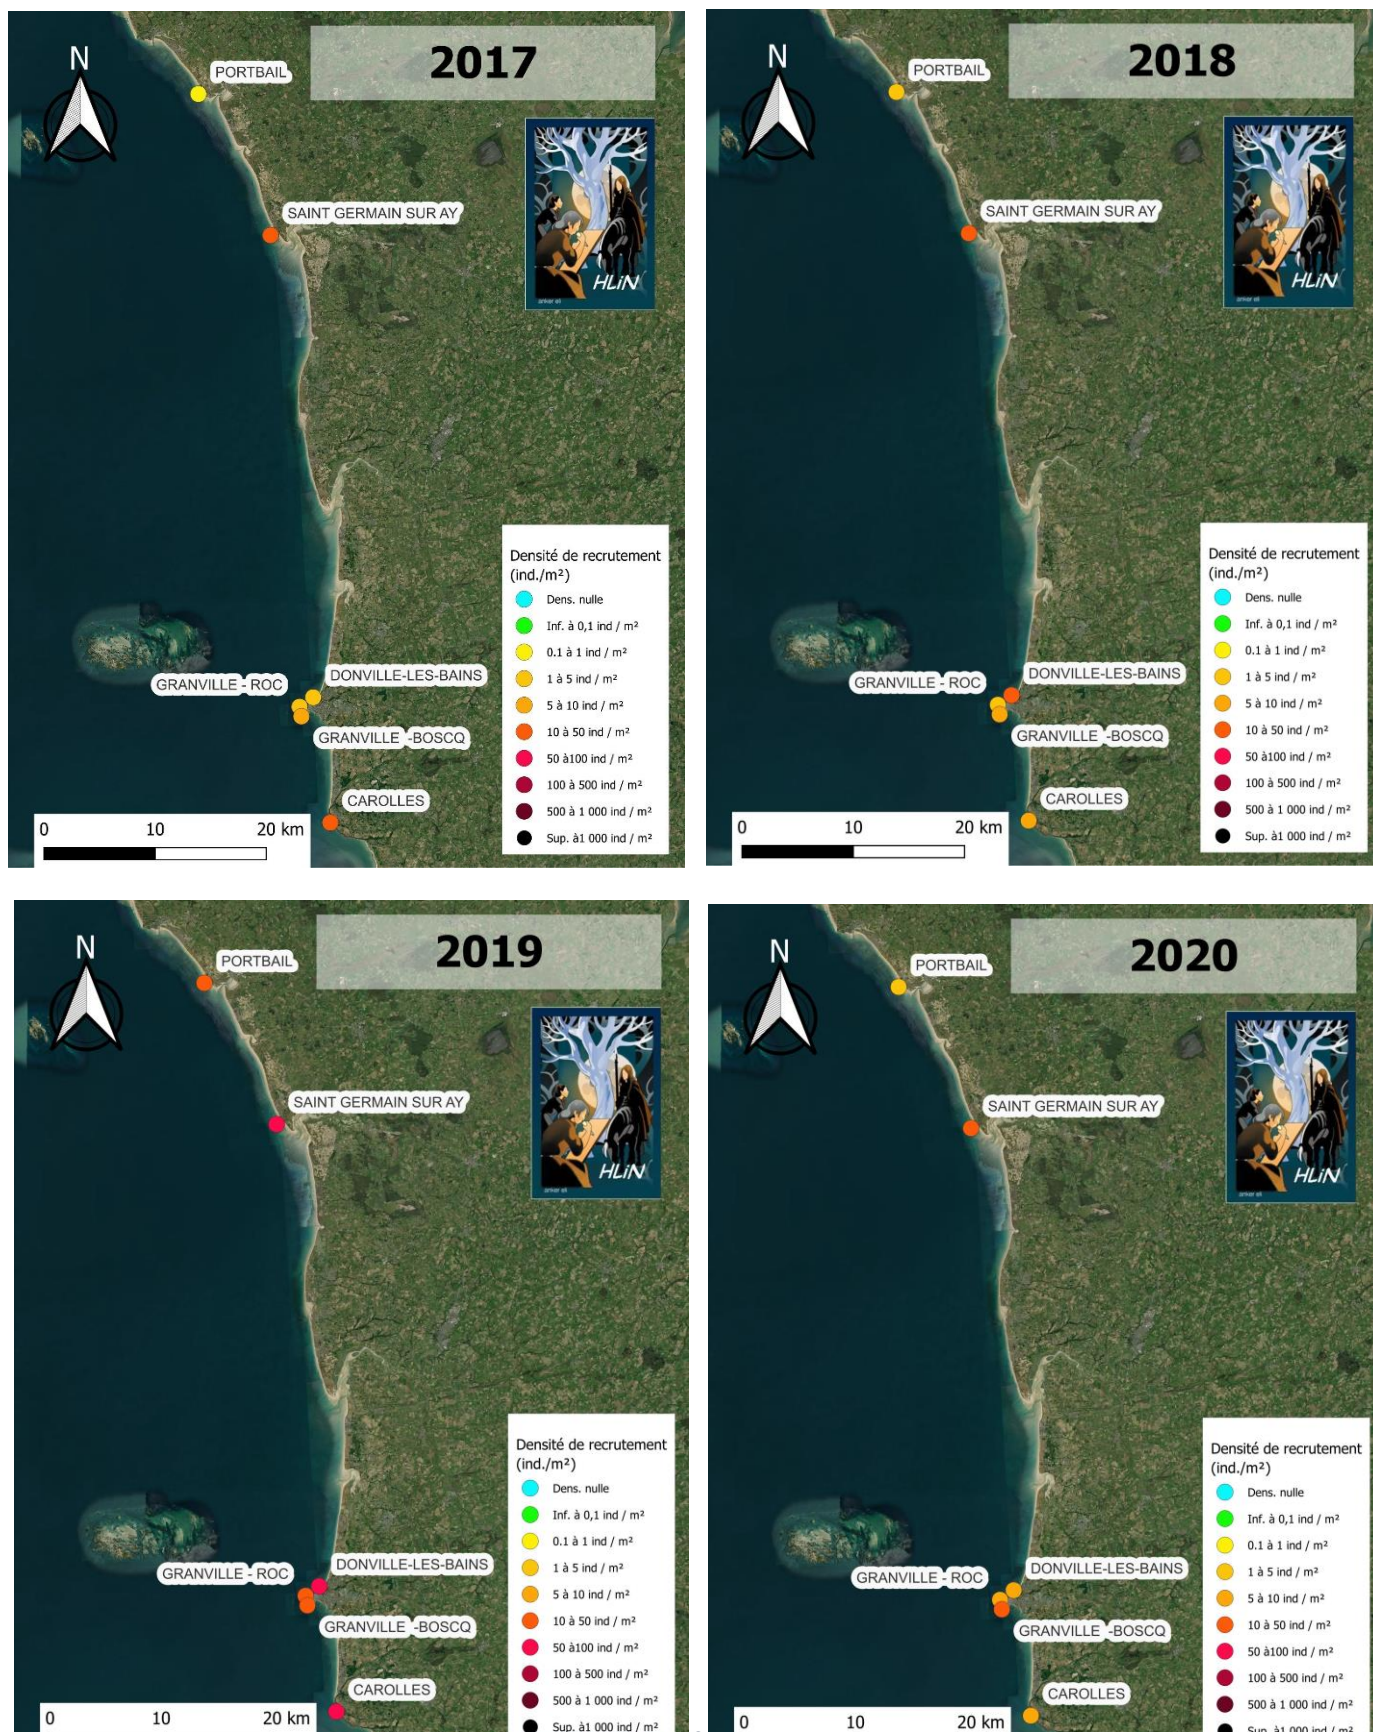 2017
N
PORTBAIL
SAINT GERMAIN SUR AY
HLiN
anker eli
Densité de recrutement
(ind./m²)
Dens. nulle
Inf. à 0,1 ind / m²
0.1 à 1 ind / m²
1 à 5 ind / m²
5 à 10 ind / m²
10 à 50 ind / m²
50 à100 ind / m²
100 à 500 ind / m²
500 à 1 000 ind / m²
Sup. à1 000 ind / m²
DONVILLE-LES-BAINS
GRANVILLE - ROC
GRANVILLE -BOSCQ
CAROLLES
0 10 20 km
2018
N
PORTBAIL
SAINT GERMAIN SUR AY
HLiN
anker eli
Densité de recrutement
(ind./m²)
Dens. nulle
Inf. à 0,1 ind / m²
0.1 à 1 ind / m²
1 à 5 ind / m²
5 à 10 ind / m²
10 à 50 ind / m²
50 à100 ind / m²
100 à 500 ind / m²
500 à 1 000 ind / m²
Sup. à1 000 ind / m²
DONVILLE-LES-BAINS
GRANVILLE - ROC
GRANVILLE -BOSCQ
CAROLLES
0 10 20 km
2019
N
PORTBAIL
SAINT GERMAIN SUR AY
HLiN
anker eli
Densité de recrutement
(ind./m²)
Dens. nulle
Inf. à 0,1 ind / m²
0.1 à 1 ind / m²
1 à 5 ind / m²
5 à 10 ind / m²
10 à 50 ind / m²
50 à100 ind / m²
100 à 500 ind / m²
500 à 1 000 ind / m²
Sup. à1 000 ind / m²
DONVILLE-LES-BAINS
GRANVILLE - ROC
GRANVILLE -BOSCQ
CAROLLES
0 10 20 km
2020
N
PORTBAIL
SAINT GERMAIN SUR AY
HLiN
anker eli
Densité de recrutement
(ind./m²)
Dens. nulle
Inf. à 0,1 ind / m²
0.1 à 1 ind / m²
1 à 5 ind / m²
5 à 10 ind / m²
10 à 50 ind / m²
50 à100 ind / m²
100 à 500 ind / m²
500 à 1 000 ind / m²
Sup. à1 000 ind / m²
DONVILLE-LES-BAINS
GRANVILLE - ROC
GRANVILLE -BOSCQ
CAROLLES
0 10 20 km